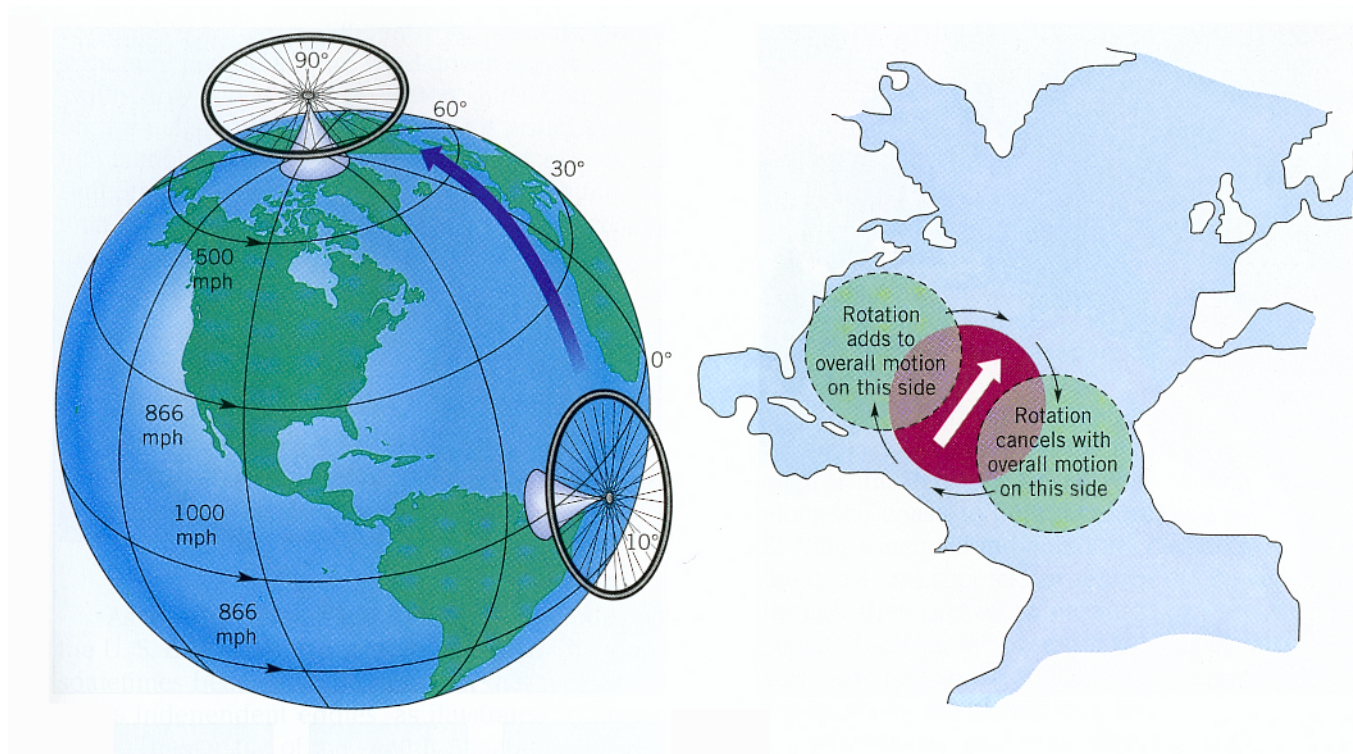 90°
60°
30°
0°
10°
500
mph
866
mph
1000
mph
866
mph
Rotation
adds to
overall motion
on this side
Rotation
cancels with
overall motion
on this side